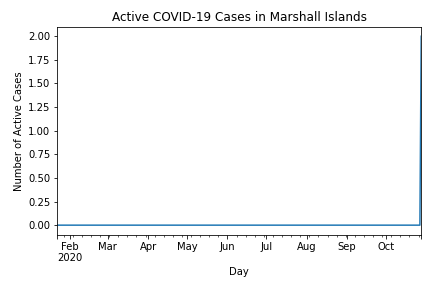 Active COVID-19 Cases in Marshall Islands
Number of Active Cases
2.00
1.75
1.50
1.25
1.00
0.75
0.50
0.25
0.00
Feb Mar Apr May Jun Jul Aug Sep Oct
2020
Day